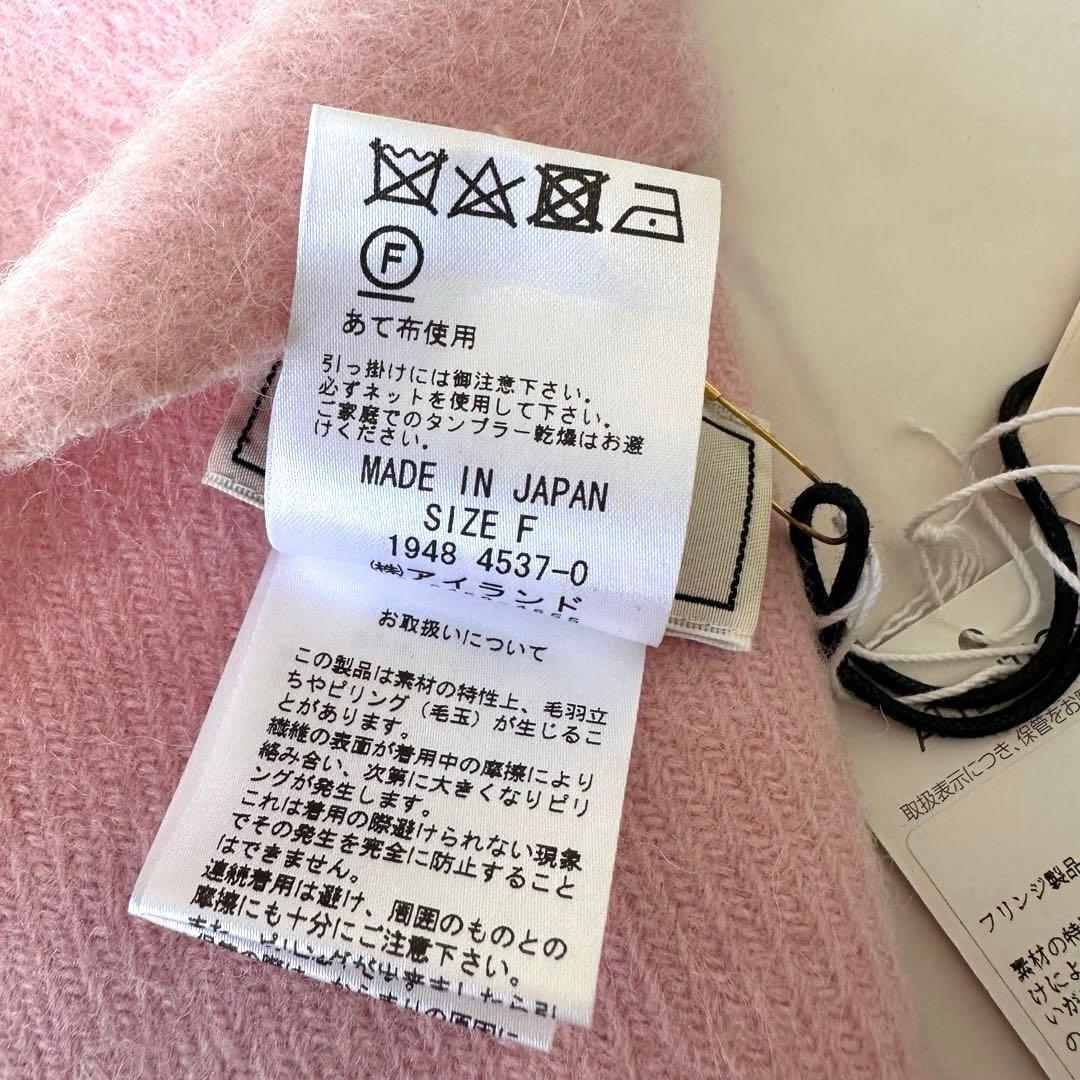 F
あて布使用
引っ掛けには御注意下さい。
必ずネットを使用して下さい。
ご家庭でのタンブラー乾燥はお避
けください。
MADE IN JAPAN
SIZE F
1948 4537-0
㈱アイランド
お取扱いについて
この製品は素材の特性上、毛羽立
ちやピリング（毛玉）が生じるこ
とがあります。
繊維の表面が着用中の摩擦により
絡み合い、次第に大きくなりピリ
ングが発生します。
これは着用の際避けられない現象
でその発生を完全に防止すること
はできません。
連続着用は避け、周囲のものとの
摩擦にも十分にご注意下さい。
取扱表示につき、保管をお
フリンジ製品
素材の特
けによ
いが
の